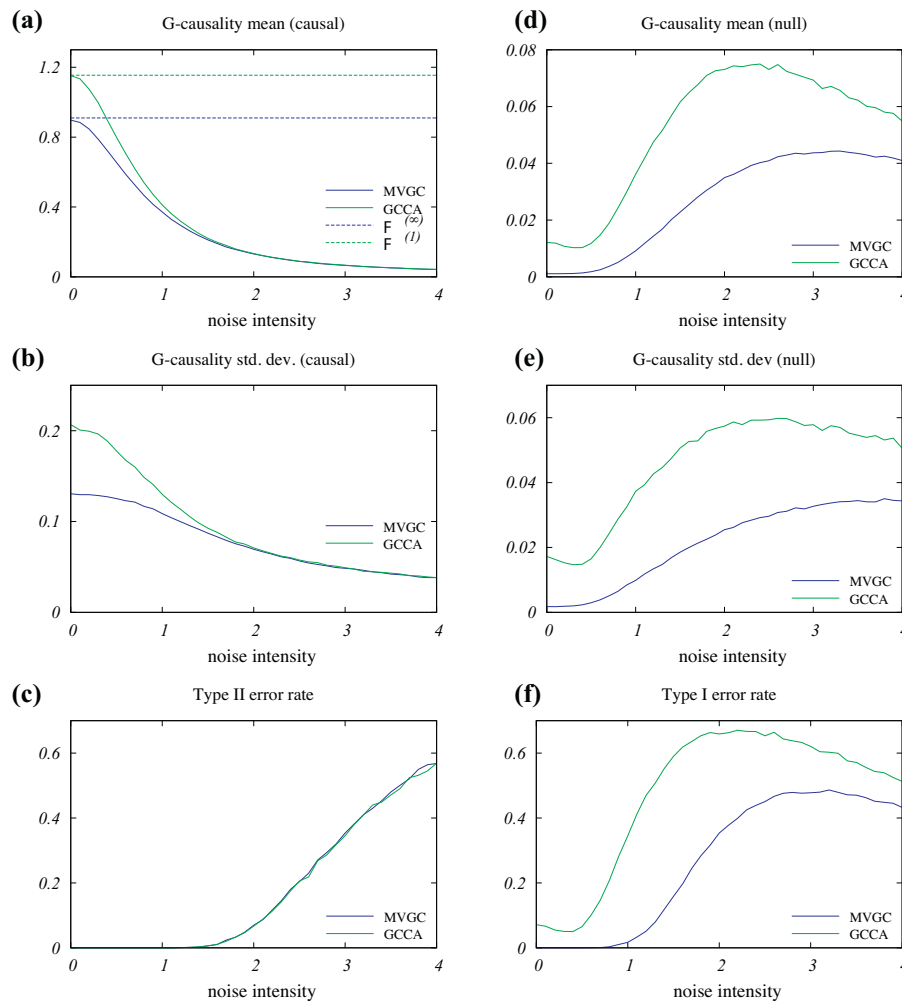 (a)
G-causality mean (causal)
1.2
0.8
0.4
0
MVGC
GCCA
F (∞)
F (1)
0 1 2 3 4
noise intensity
(d)
G-causality mean (null)
0.08
0.06
0.04
0.02
0
MVGC
GCCA
0 1 2 3 4
noise intensity
(b)
G-causality std. dev. (causal)
0.2
0.1
0
MVGC
GCCA
0 1 2 3 4
noise intensity
(e)
G-causality std. dev (null)
0.06
0.04
0.02
0
MVGC
GCCA
0 1 2 3 4
noise intensity
(c)
Type II error rate
0.6
0.4
0.2
0
MVGC
GCCA
0 1 2 3 4
noise intensity
(f)
Type I error rate
0.6
0.4
0.2
0
MVGC
GCCA
0 1 2 3 4
noise intensity